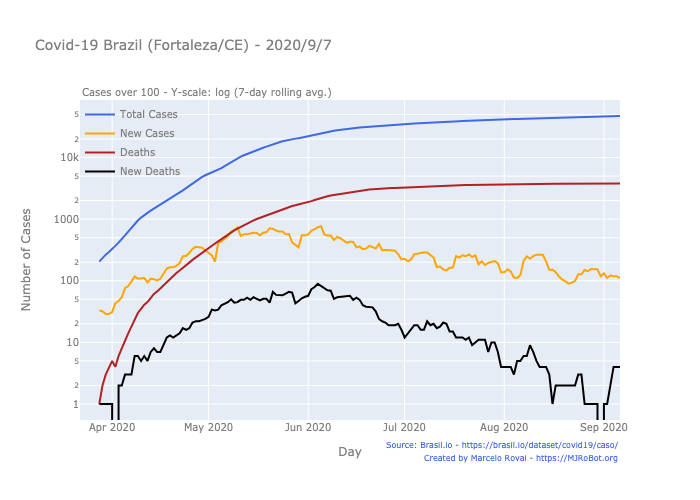 Covid-19 Brazil (Fortaleza/CE) - 2020/9/7
Cases over 100 - Y-scale: log (7-day rolling avg.)
Total Cases
New Cases
Deaths
New Deaths
5
2
10k
5
2
1000
5
2
100
5
2
10
5
2
1
Number of Cases
Apr 2020
May 2020
Jun 2020
Jul 2020
Aug 2020
Sep 2020
Day
Source: Brasil.io - https://brasil.io/dataset/covid19/caso/
Created by Marcelo Rovai - https://MJRoBot.org